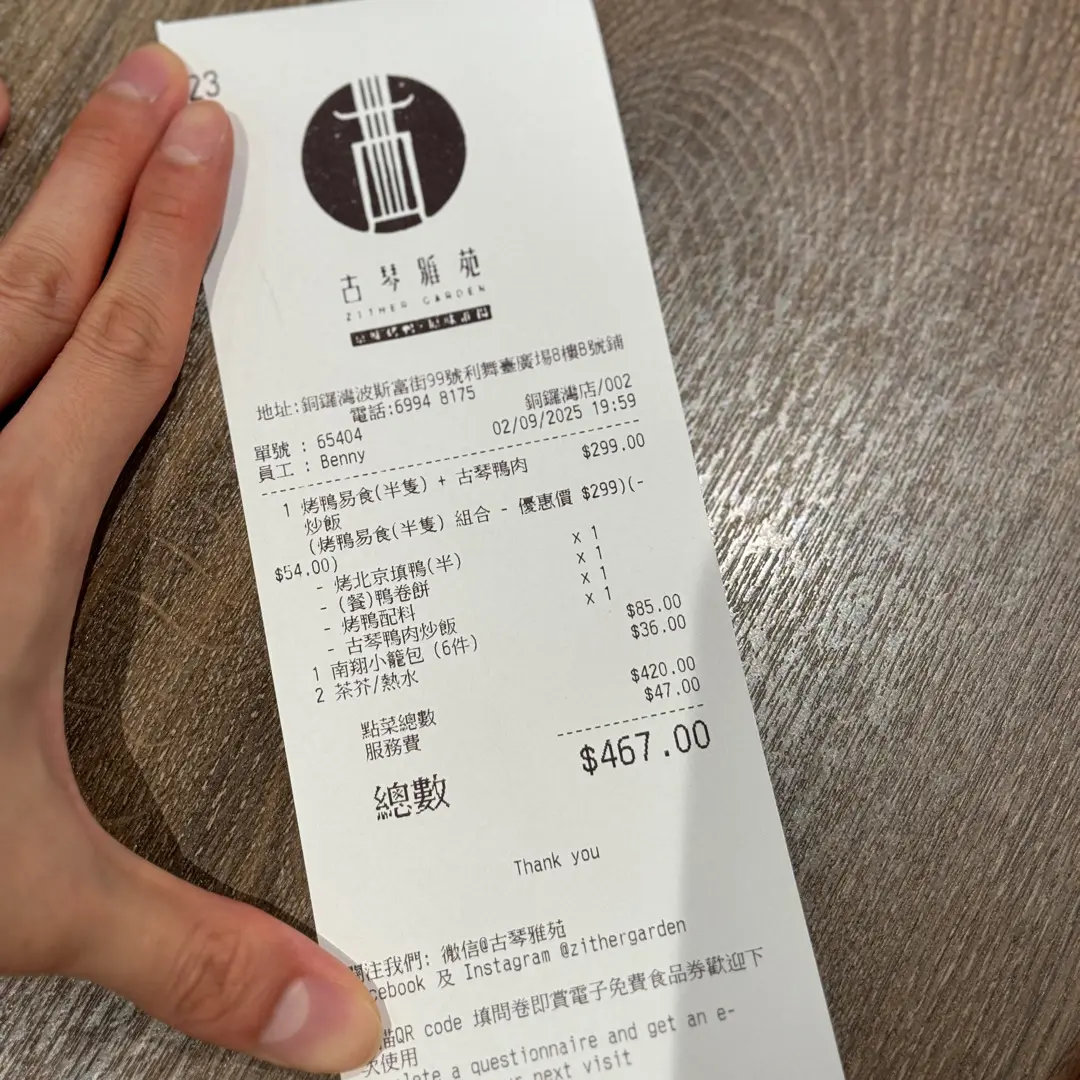 23
古琴雅苑
ZITHER GARDEN
地址:銅鑼灣波斯富街99號利舞臺廣場8樓B號鋪
電話:6994 8175
銅鑼灣店/002
單號 : 65404
02/09/2025 19:59
員工 : Benny
1 烤鴨易食(半隻) + 古琴鴨肉 $299.00
炒飯
(烤鴨易食(半隻) 組合 - 優惠價 $299)(-
$54.00)
- 烤北京填鴨(半) x 1
- (餐)鴨卷餅 x 1
- 烤鴨配料 x 1
- 古琴鴨肉炒飯 x 1
1 南翔小籠包 (6件) $85.00
2 茶芥/熱水 $36.00
點菜總數 $420.00
服務費 $47.00
總數 $467.00
Thank you
注我們: 微信@古琴雅苑
cebook 及 Instagram @zithergarden
QR code 填問卷即賞電子免費食品券歡迎下
次使用
a questionnaire and get an e-
next visit